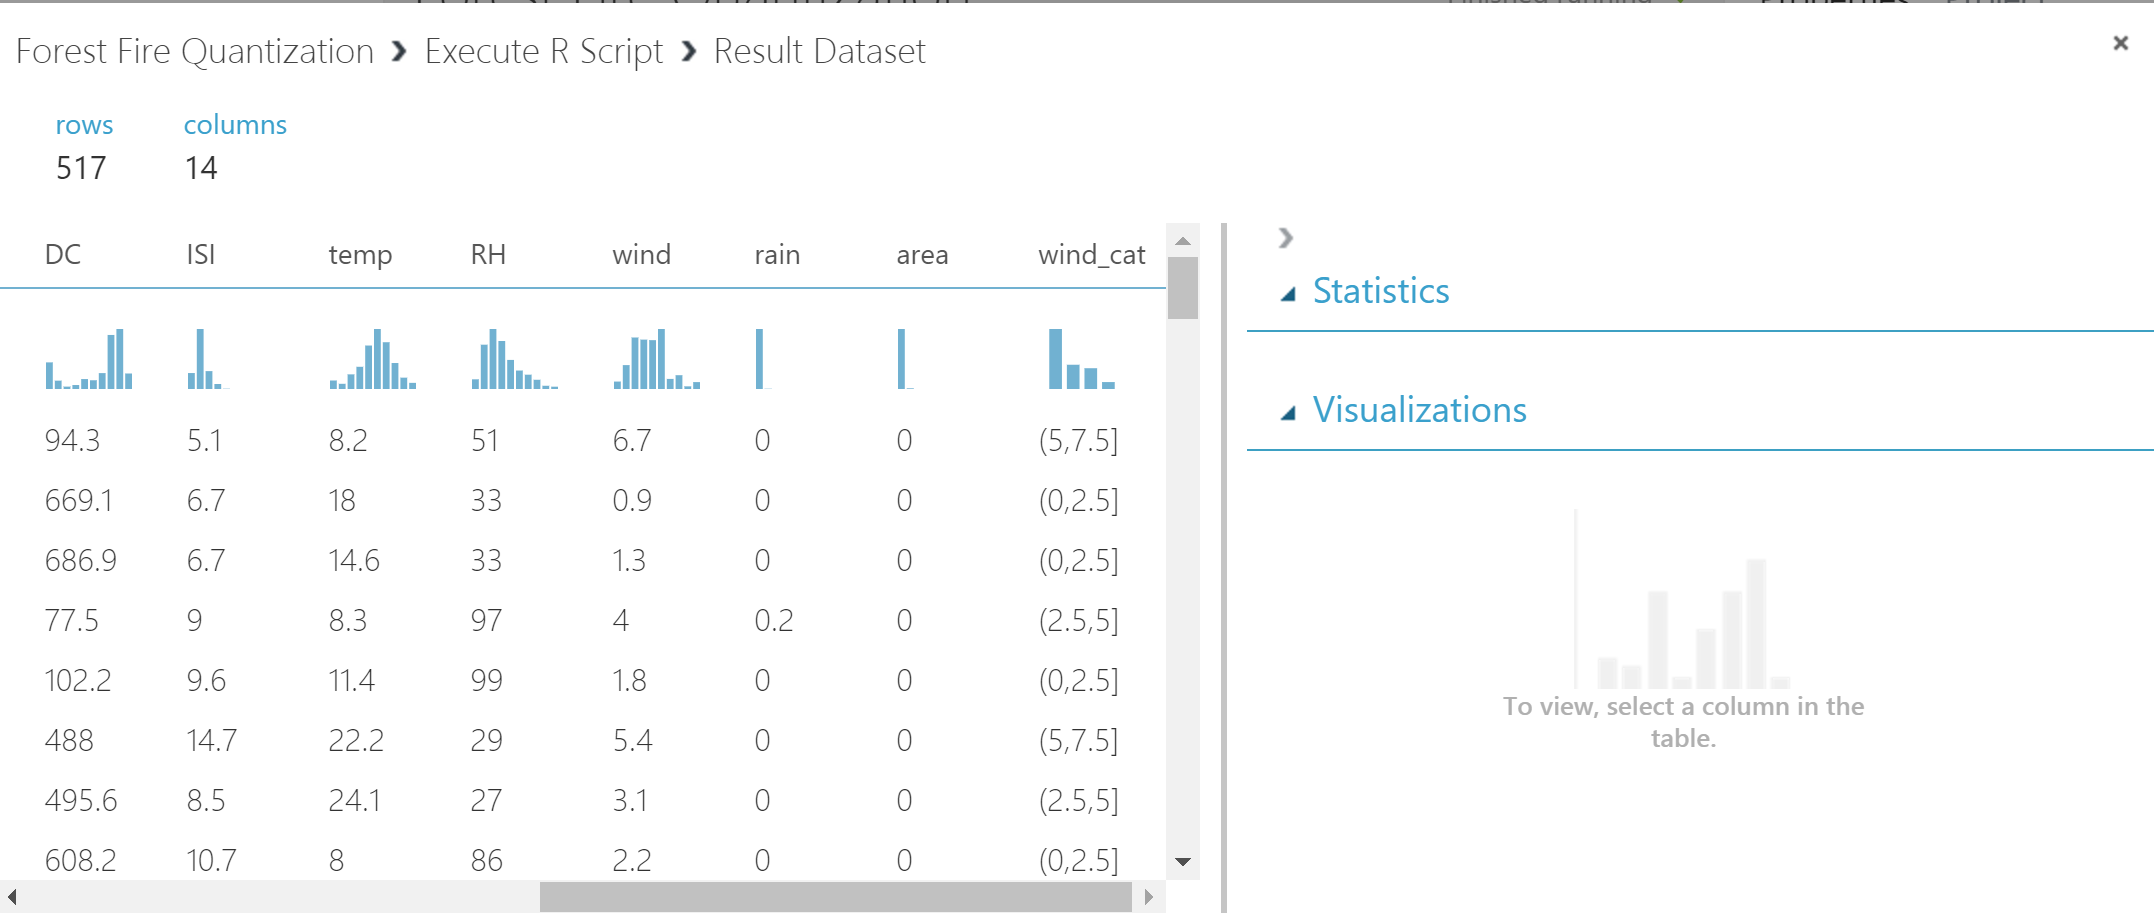 Forest Fire Quantization › Execute R Script › Result Dataset
rows columns
517 14
DC ISI temp RH wind rain area wind_cat
94.3 5.1 8.2 51 6.7 0 0 (5,7.5]
669.1 6.7 18 33 0.9 0 0 (0,2.5]
686.9 6.7 14.6 33 1.3 0 0 (0,2.5]
77.5 9 8.3 97 4 0.2 0 (2.5,5]
102.2 9.6 11.4 99 1.8 0 0 (0,2.5]
488 14.7 22.2 29 5.4 0 0 (5,7.5]
495.6 8.5 24.1 27 3.1 0 0 (2.5,5]
608.2 10.7 8 86 2.2 0 0 (0,2.5]
Statistics
Visualizations
To view, select a column in the
table.